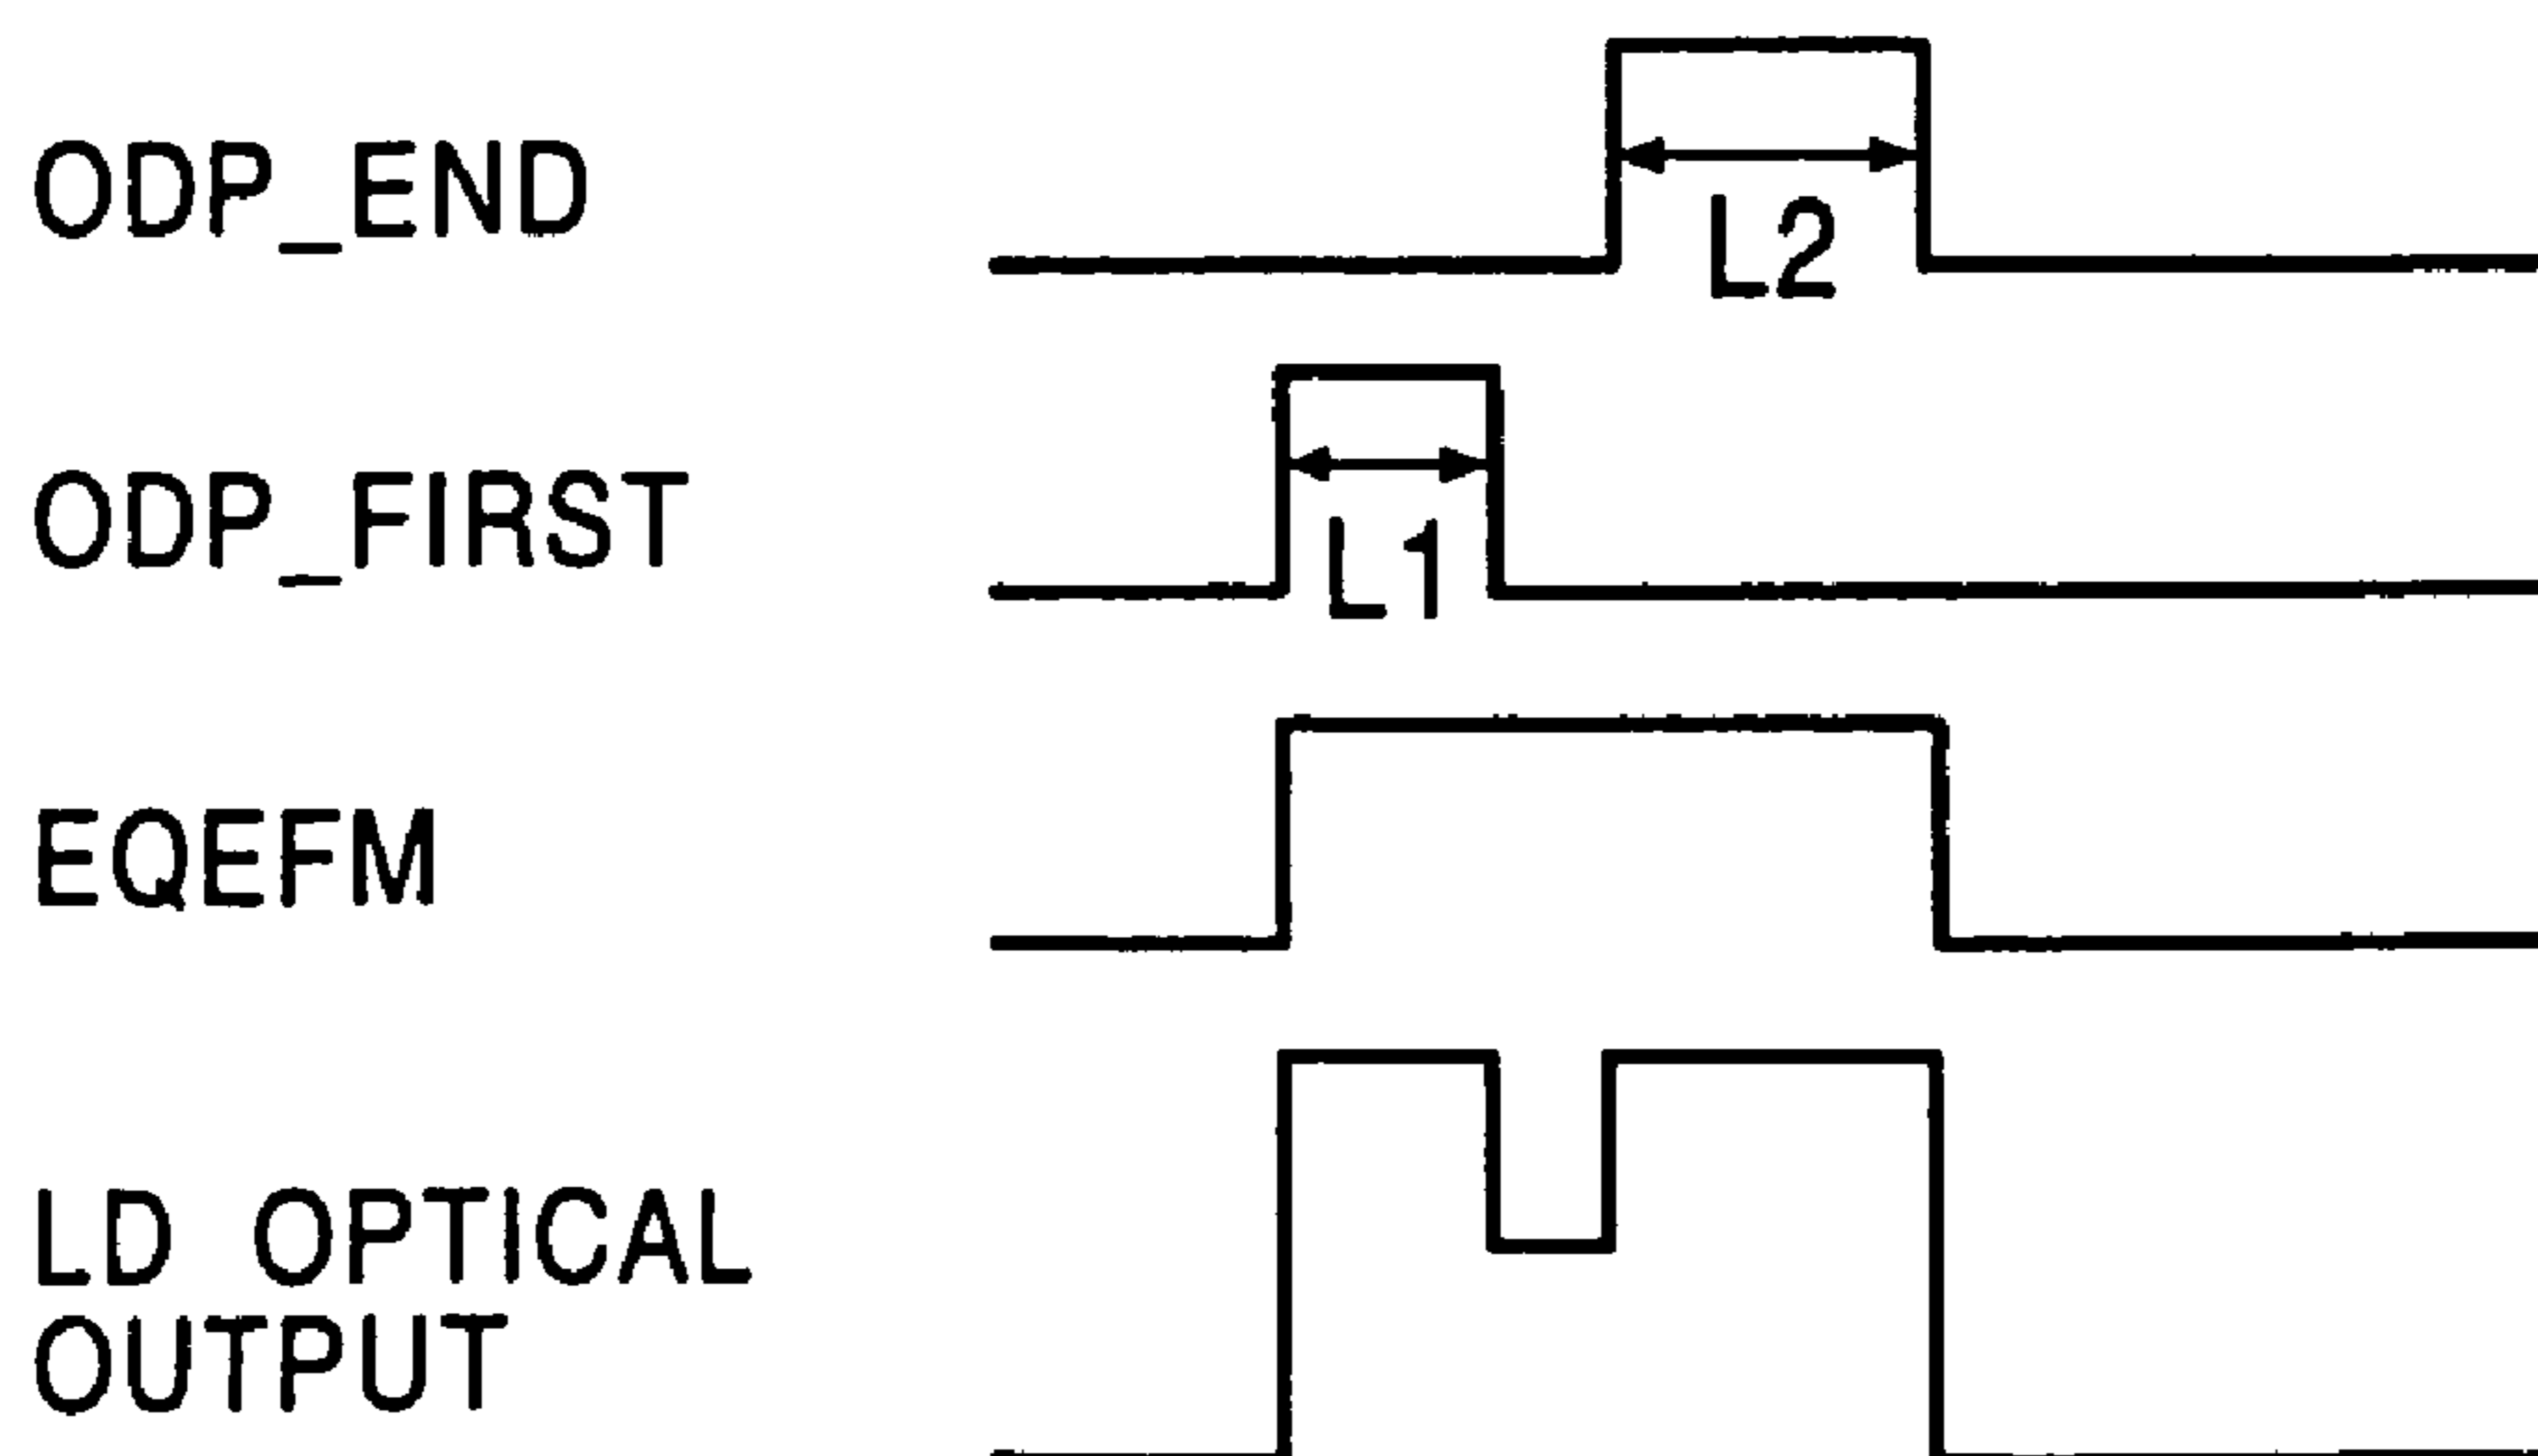 ODP_END
L2
ODP_FIRST
L1
EQEFM
LD OPTICAL
OUTPUT